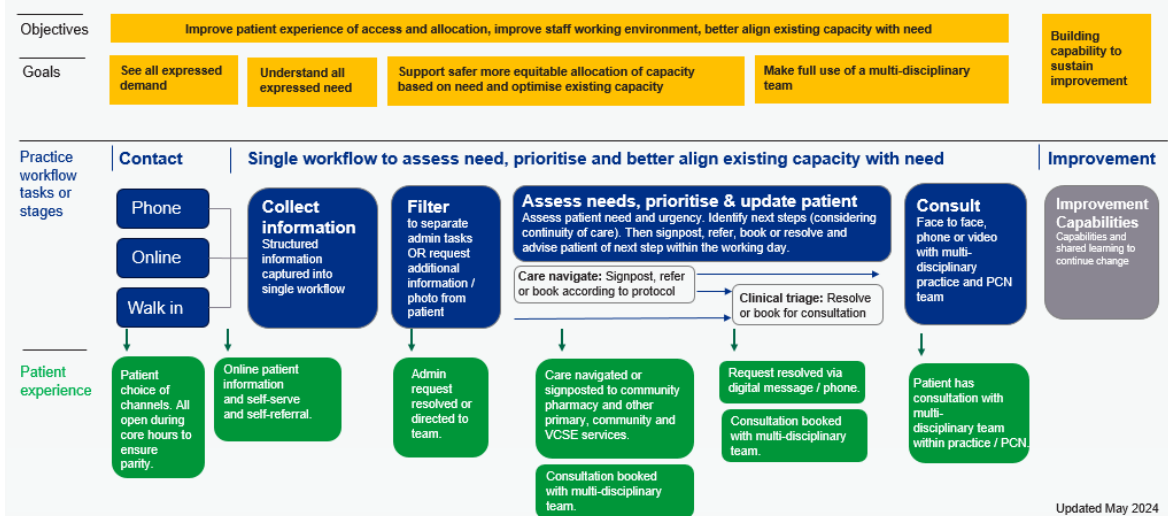 Objectives
Improve patient experience of access and allocation, improve staff working environment, better align existing capacity with need
Building
capability to
sustain
improvement
Goals
See all expressed
demand
Understand all
expressed need
Support safer more equitable allocation of capacity
based on need and optimise existing capacity
Make full use of a multi-disciplinary
team
Practice
workflow
tasks or
stages
Contact
Single workflow to assess need, prioritise and better align existing capacity with need
Improvement
Phone
Online
Walk in
Collect
information
Structured
information
captured into
single workflow
Filter
to separate
admin tasks
OR request
additional
information /
photo from
patient
Assess needs, prioritise & update patient
Assess patient need and urgency. Identify next steps (considering
continuity of care). Then signpost, refer, book or resolve and
advise patient of next step within the working day.
Care navigate: Signpost, refer
or book according to protocol
Clinical triage: Resolve
or book for consultation
Consult
Face to face,
phone or video
with multi-
disciplinary
practice and PCN
team
Improvement
Capabilities
Capabilities and
shared learning to
continue change
Patient
experience
Patient
choice of
channels. All
open during
core hours to
ensure
parity.
Online patient
information
and self-serve
and self-referral.
Admin
request
resolved or
directed to
team.
Care navigated or
signposted to community
pharmacy and other
primary, community and
VCSE services.
Consultation booked
with multi-disciplinary
team.
Request resolved via
digital message / phone.
Consultation booked
with multi-disciplinary
team.
Patient has
consultation with
multi-
disciplinary team
within practice / PCN.
Updated May 2024